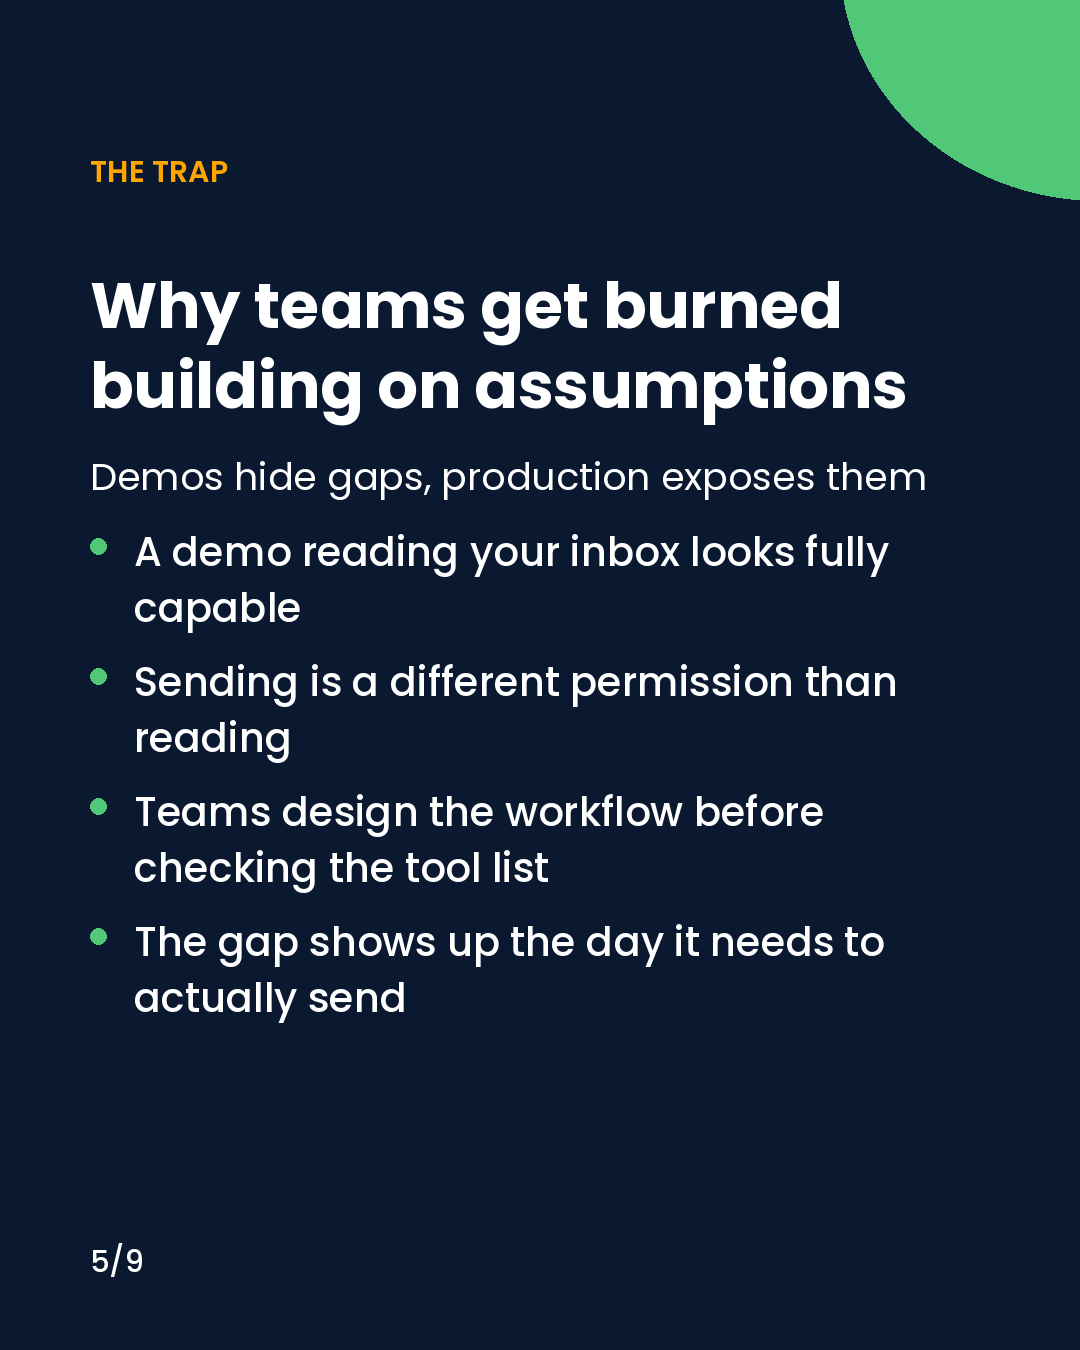 THE TRAP
Why teams get burned
building on assumptions
Demos hide gaps, production exposes them
A demo reading your inbox looks fully
capable
Sending is a different permission than
reading
Teams design the workflow before
checking the tool list
The gap shows up the day it needs to
actually send
5/9